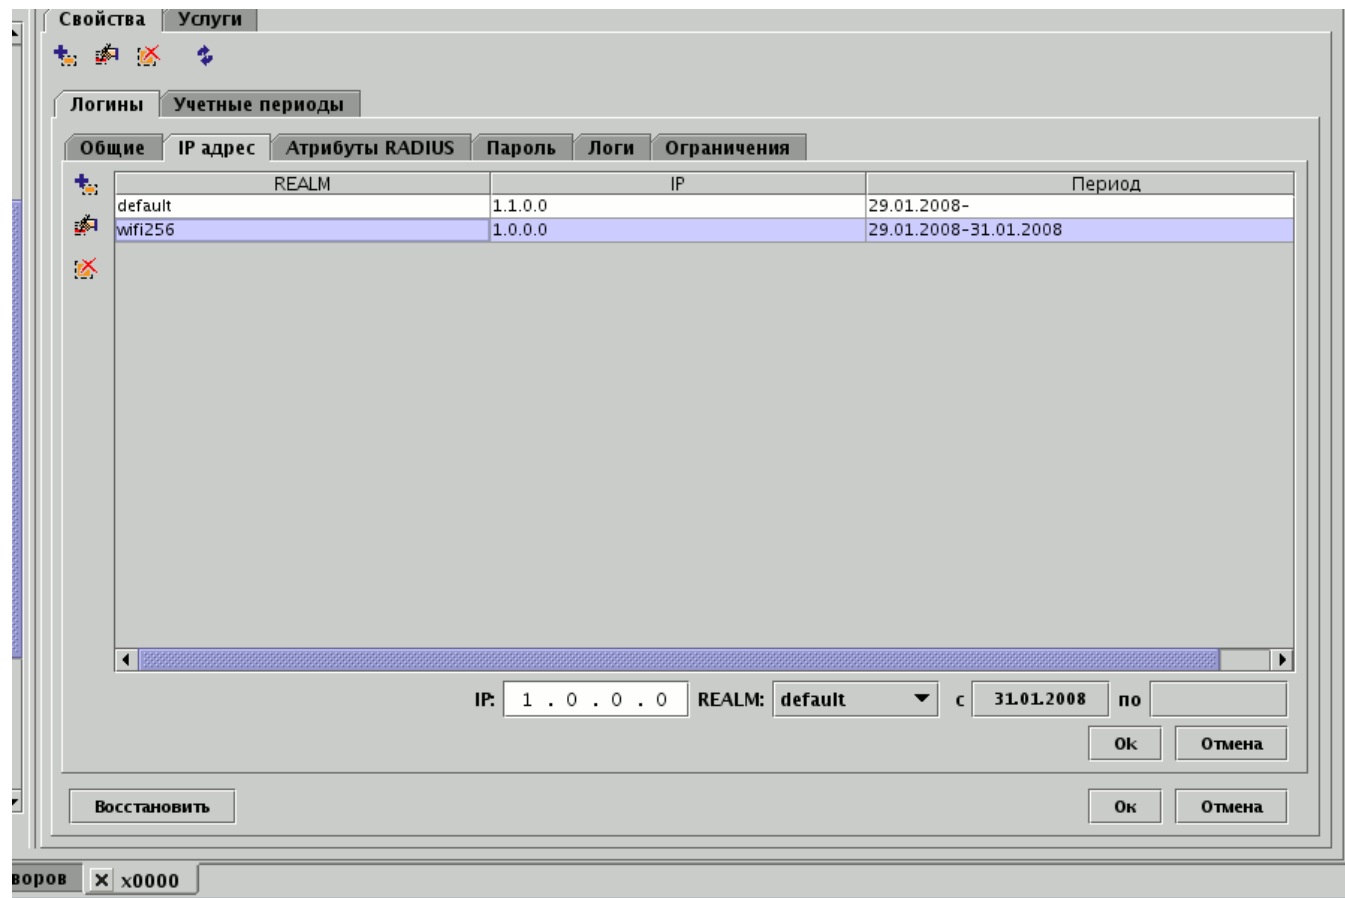 Свойства Услуги
Логины Учетные периоды
Общие IP адрес Атрибуты RADIUS Пароль Логи Ограничения
REALM IP Период
default 1.1.0.0 29.01.2008-
wifi256 1.0.0.0 29.01.2008-31.01.2008
IP: 1 . 0 . 0 . 0 REALM: default с 31.01.2008 по
Ok Отмена
Восстановить Ок Отмена
воров x0000